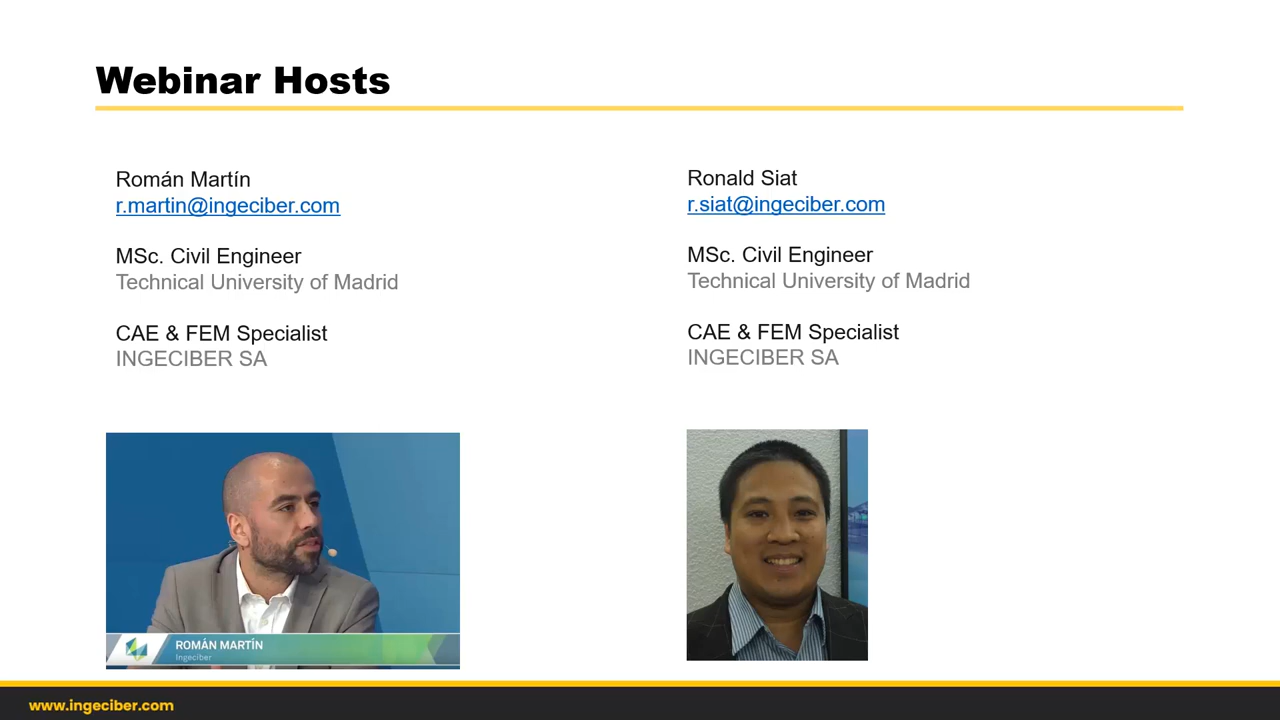 Webinar Hosts
Román Martín
r.martin@ingeciber.com
MSc. Civil Engineer
Technical University of Madrid
CAE & FEM Specialist
INGECIBER SA
Ronald Siat
r.siat@ingeciber.com
MSc. Civil Engineer
Technical University of Madrid
CAE & FEM Specialist
INGECIBER SA
ROMÁN MARTÍN
Ingeciber
www.ingeciber.com